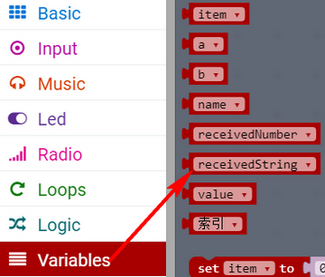 Basic
Input
Music
Led
Radio
Loops
Logic
Variables
item
a
b
name
receivedNumber
receivedString
value
索引
set item to 0